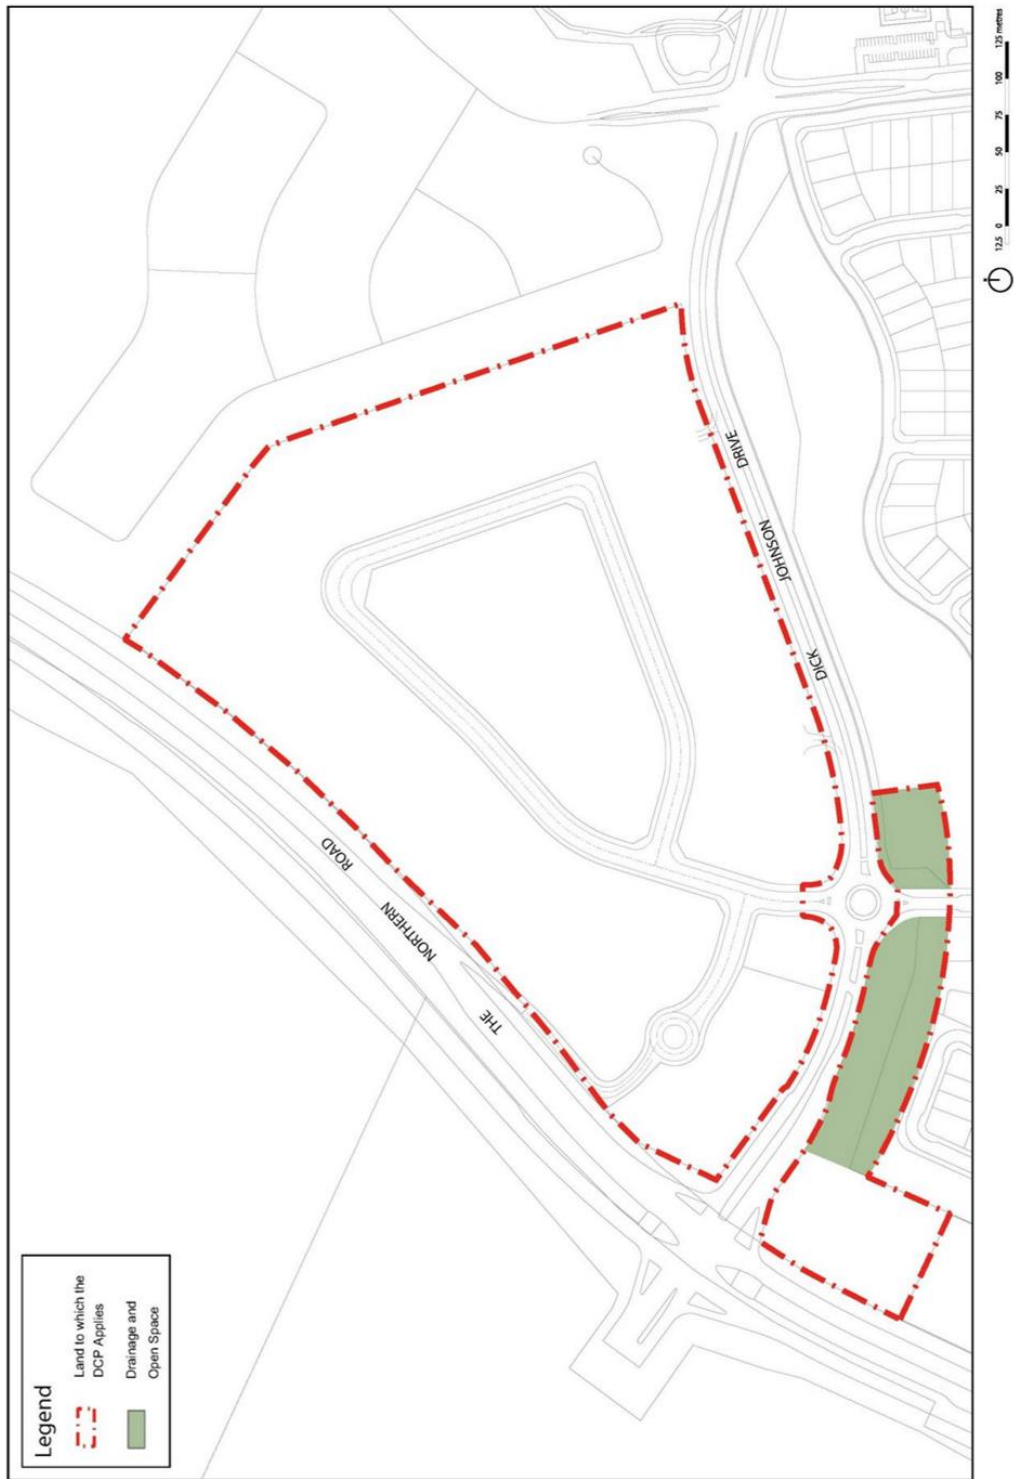 Legend
Land to which the
DCP Applies
Drainage and
Open Space
THE
NORTHERN
ROAD
DICK
JOHNSON
DRIVE
12.5 0 25 50 75 100 125 metres